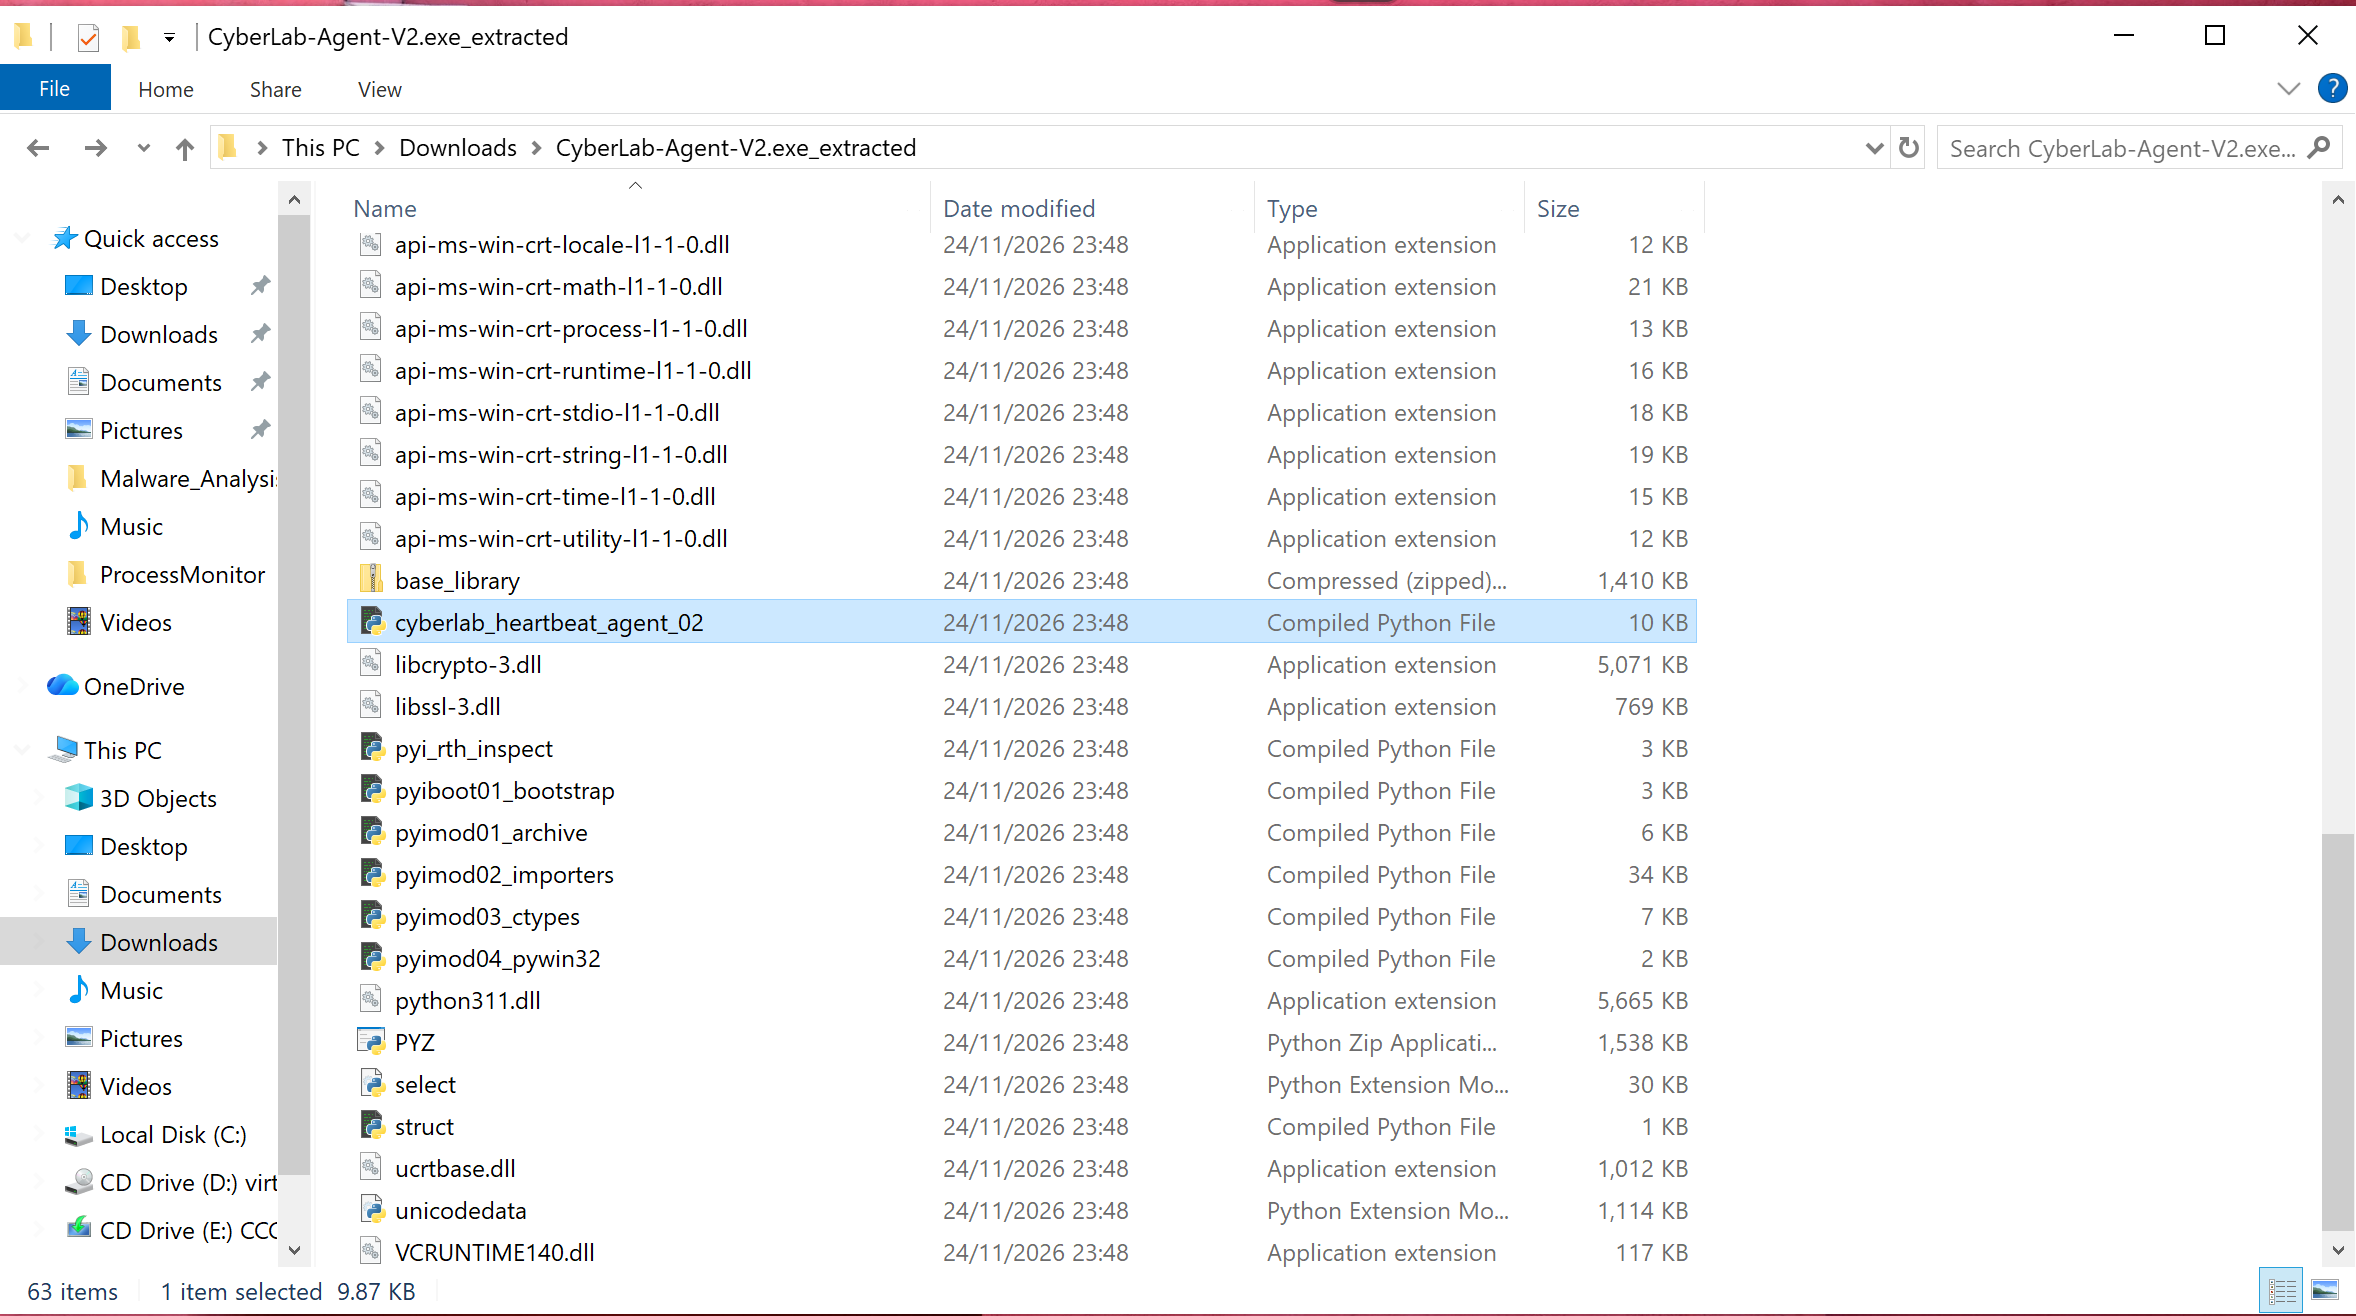 CyberLab-Agent-V2.exe_extracted
File Home Share View
This PC Downloads CyberLab-Agent-V2.exe_extracted
Search CyberLab-Agent-V2.exe...
Quick access
Desktop
Downloads
Documents
Pictures
Malware_Analysis
Music
ProcessMonitor
Videos
OneDrive
This PC
3D Objects
Desktop
Documents
Downloads
Music
Pictures
Videos
Local Disk (C:)
CD Drive (D:) virt
CD Drive (E:) CCC
Name Date modified Type Size
api-ms-win-crt-locale-l1-1-0.dll 24/11/2026 23:48 Application extension 12 KB
api-ms-win-crt-math-l1-1-0.dll 24/11/2026 23:48 Application extension 21 KB
api-ms-win-crt-process-l1-1-0.dll 24/11/2026 23:48 Application extension 13 KB
api-ms-win-crt-runtime-l1-1-0.dll 24/11/2026 23:48 Application extension 16 KB
api-ms-win-crt-stdio-l1-1-0.dll 24/11/2026 23:48 Application extension 18 KB
api-ms-win-crt-string-l1-1-0.dll 24/11/2026 23:48 Application extension 19 KB
api-ms-win-crt-time-l1-1-0.dll 24/11/2026 23:48 Application extension 15 KB
api-ms-win-crt-utility-l1-1-0.dll 24/11/2026 23:48 Application extension 12 KB
base_library 24/11/2026 23:48 Compressed (zipped)... 1,410 KB
cyberlab_heartbeat_agent_02 24/11/2026 23:48 Compiled Python File 10 KB
libcrypto-3.dll 24/11/2026 23:48 Application extension 5,071 KB
libssl-3.dll 24/11/2026 23:48 Application extension 769 KB
pyi_rth_inspect 24/11/2026 23:48 Compiled Python File 3 KB
pyiboot01_bootstrap 24/11/2026 23:48 Compiled Python File 3 KB
pyimod01_archive 24/11/2026 23:48 Compiled Python File 6 KB
pyimod02_importers 24/11/2026 23:48 Compiled Python File 34 KB
pyimod03_ctypes 24/11/2026 23:48 Compiled Python File 7 KB
pyimod04_pywin32 24/11/2026 23:48 Compiled Python File 2 KB
python311.dll 24/11/2026 23:48 Application extension 5,665 KB
PYZ 24/11/2026 23:48 Python Zip Applicati... 1,538 KB
select 24/11/2026 23:48 Python Extension Mo... 30 KB
struct 24/11/2026 23:48 Compiled Python File 1 KB
ucrtbase.dll 24/11/2026 23:48 Application extension 1,012 KB
unicodedata 24/11/2026 23:48 Python Extension Mo... 1,114 KB
VCRUNTIME140.dll 24/11/2026 23:48 Application extension 117 KB
63 items 1 item selected 9.87 KB